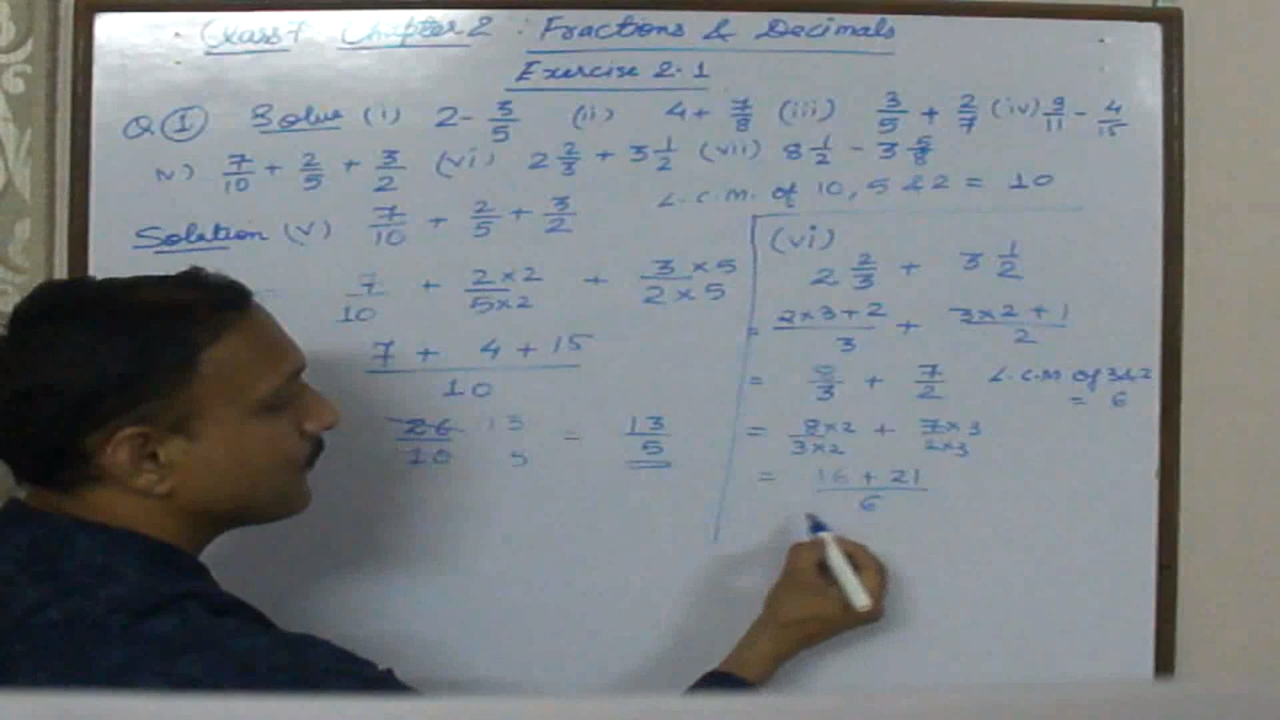 Class 7 Chapter 2 . Fractions & Decimals
Exercise 2.1
Q. 1 Solve (i) 2 - 3/5 (ii) 4 + 7/8 (iii) 3/5 + 2/7 (iv) 9/11 - 4/15
v) 7/10 + 2/5 + 3/2 (vi) 2 2/3 + 3 1/2 (vii) 8 1/2 - 3 5/8
L.C.M. of 10, 5 & 2 = 10
Solution (v) 7/10 + 2/5 + 3/2
7/10 + 2×2/5×2 + 3×5/2×5
7 + 4 + 15/10
26/10 13 5 = 13/5
(vi)
2 2/3 + 3 1/2
= 2×3+2/3 + 3×2+1/2
= 8/3 + 7/2 L.C.M of 3&2 = 6
= 8×2/3×2 + 7×3/2×3
= 16 + 21/6